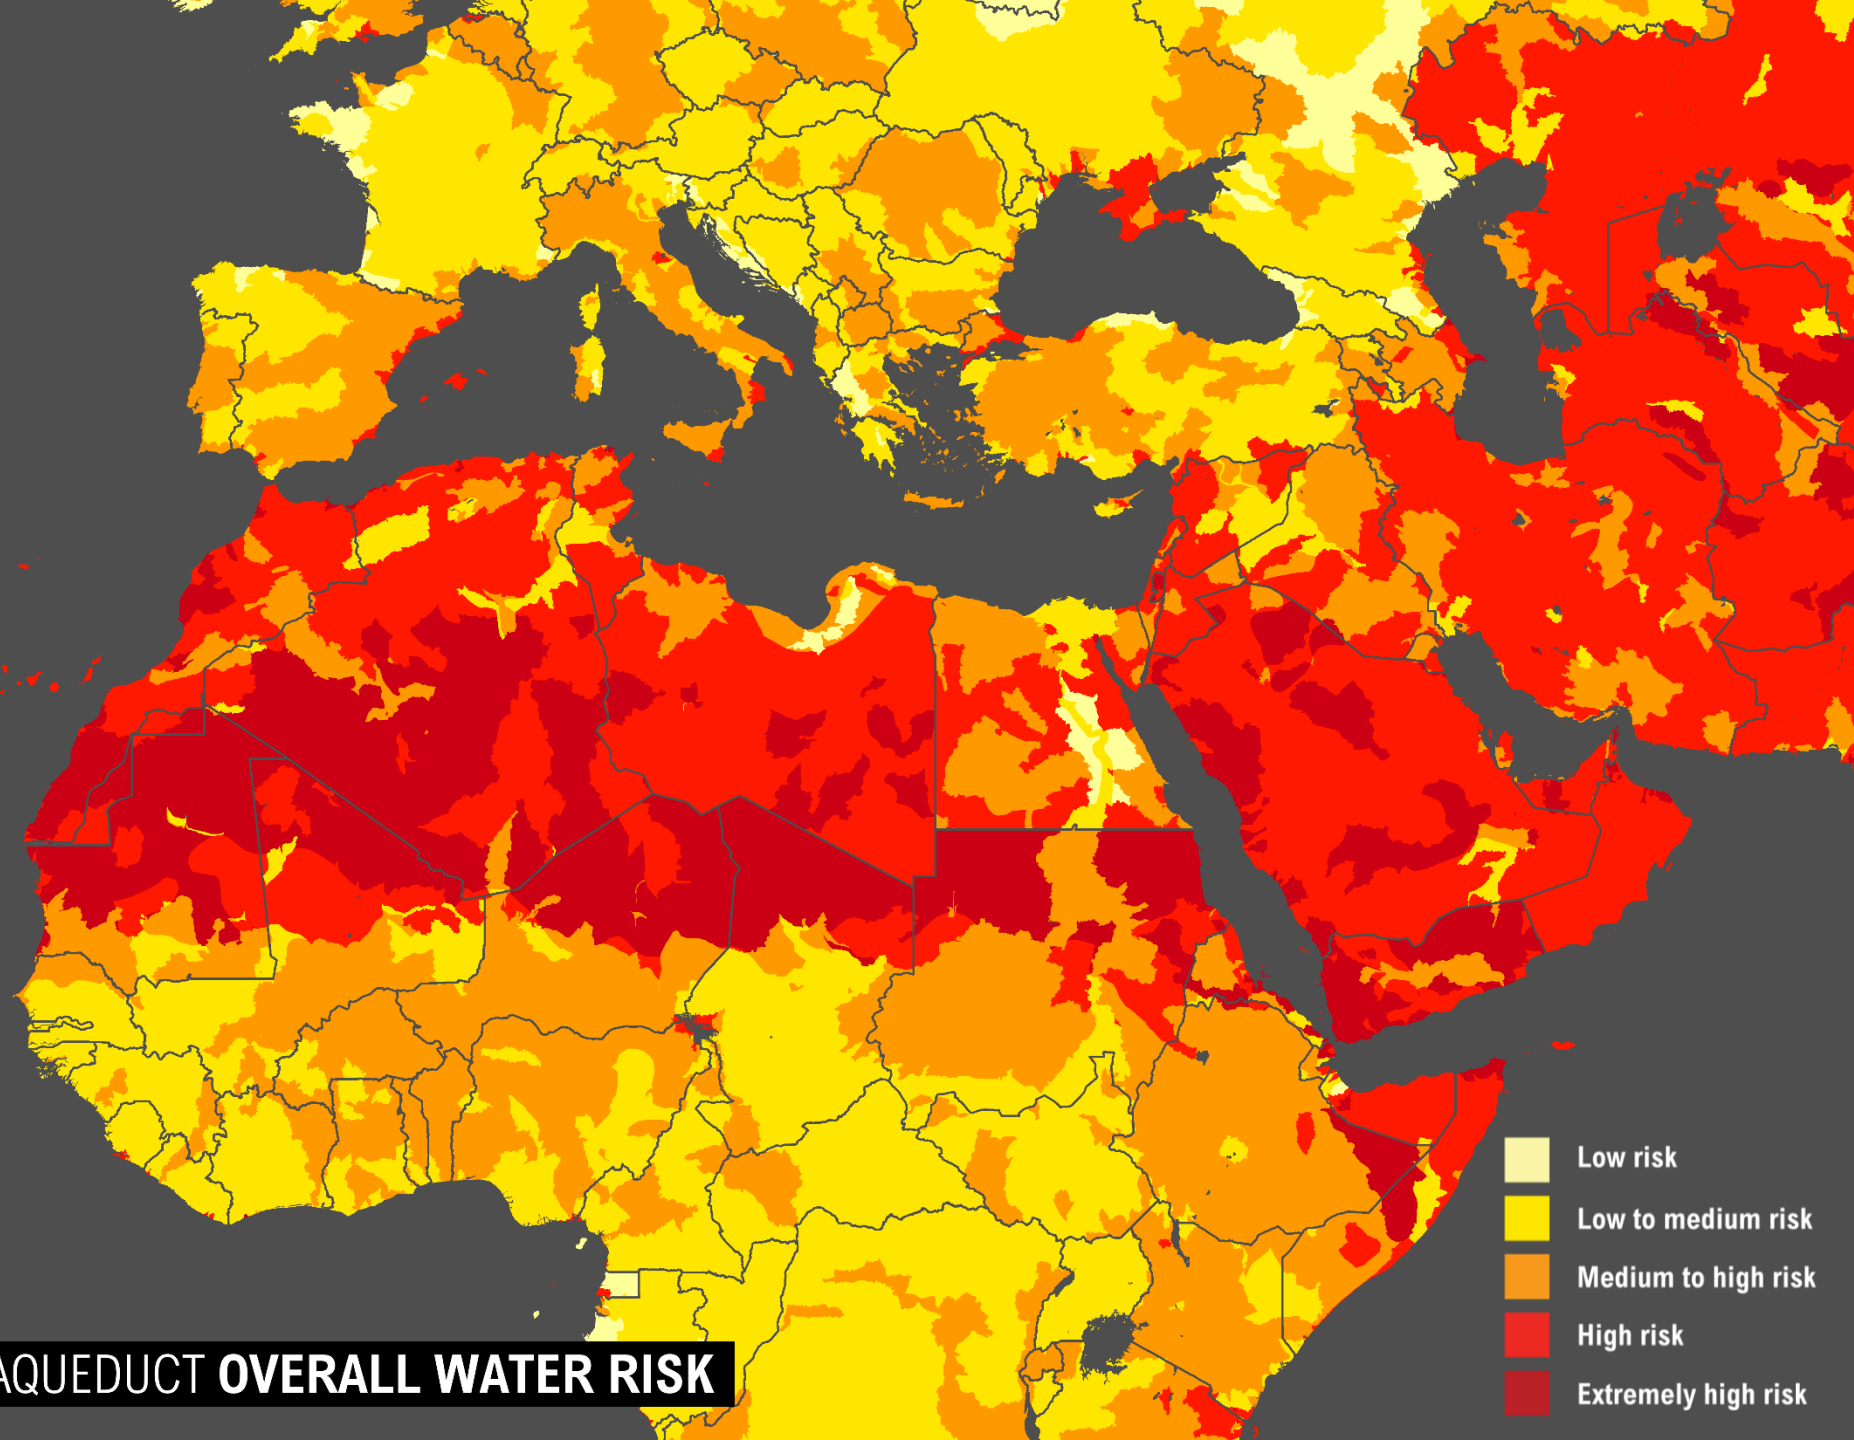 Low risk
Low to medium risk
Medium to high risk
High risk
Extremely high risk
AQUEDUCT OVERALL WATER RISK